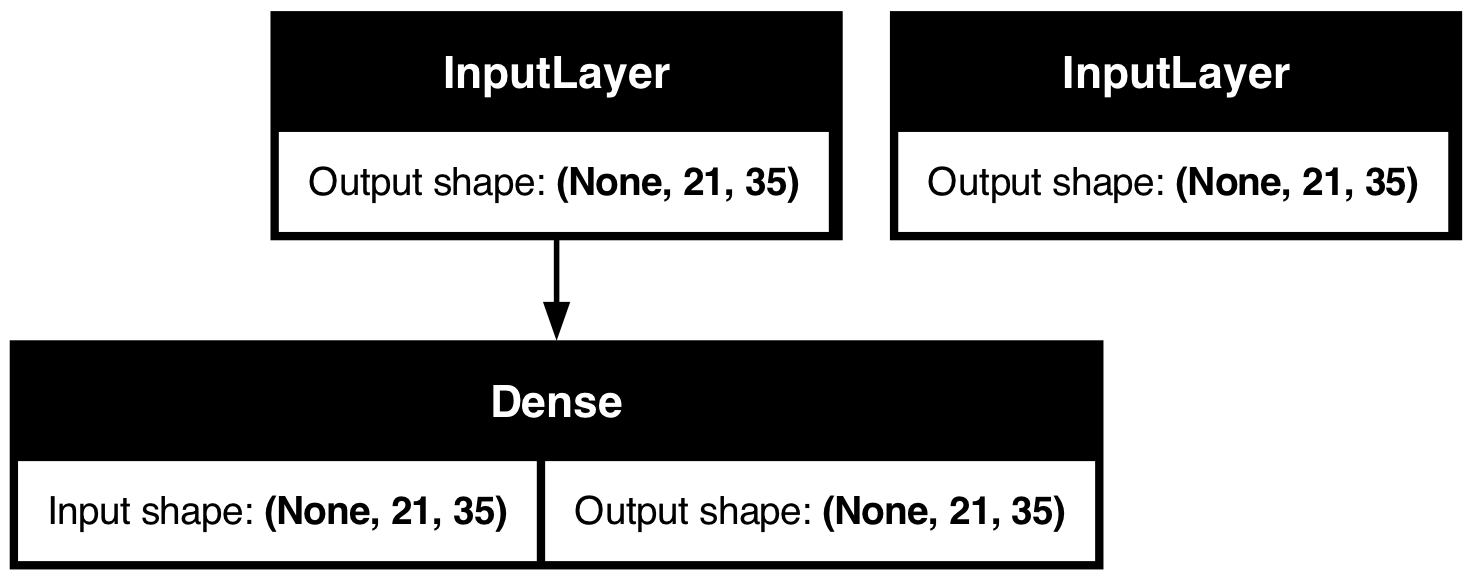 InputLayer
Output shape: (None, 21, 35)
InputLayer
Output shape: (None, 21, 35)
Dense
Input shape: (None, 21, 35)
Output shape: (None, 21, 35)